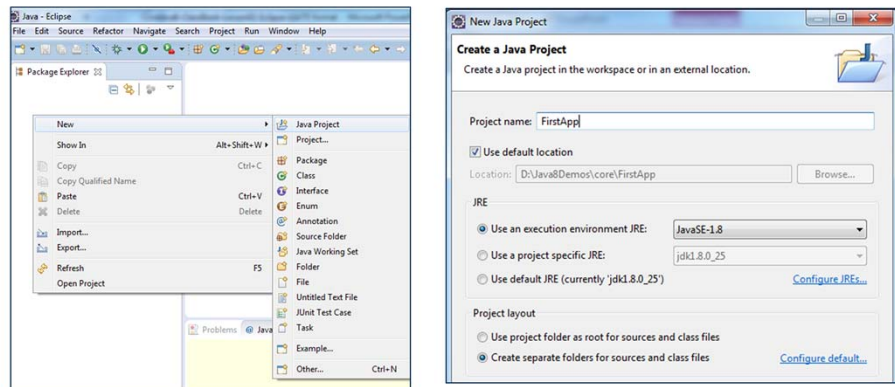 Java - Eclipse
File Edit Source Refactor Navigate Search Project Run Window Help
Package Explorer
New
Show In Alt+Shift+W
Copy Ctrl+C
Copy Qualified Name
Paste Ctrl+V
Delete Delete
Import...
Export...
Refresh F5
Open Project
Java Project
Project...
Package
Class
Interface
Enum
Annotation
Source Folder
Java Working Set
Folder
File
Untitled Text File
JUnit Test Case
Task
Example...
Other... Ctrl+N
Problems @ Java
New Java Project
Create a Java Project
Create a Java project in the workspace or in an external location.
Project name: FirstApp
Use default location
Location: D:\Java8Demos\core\FirstApp Browse...
JRE
Use an execution environment JRE: JavaSE-1.8
Use a project specific JRE: jdk1.8.0_25
Use default JRE (currently 'jdk1.8.0_25') Configure JREs...
Project layout
Use project folder as root for sources and class files
Create separate folders for sources and class files Configure default...